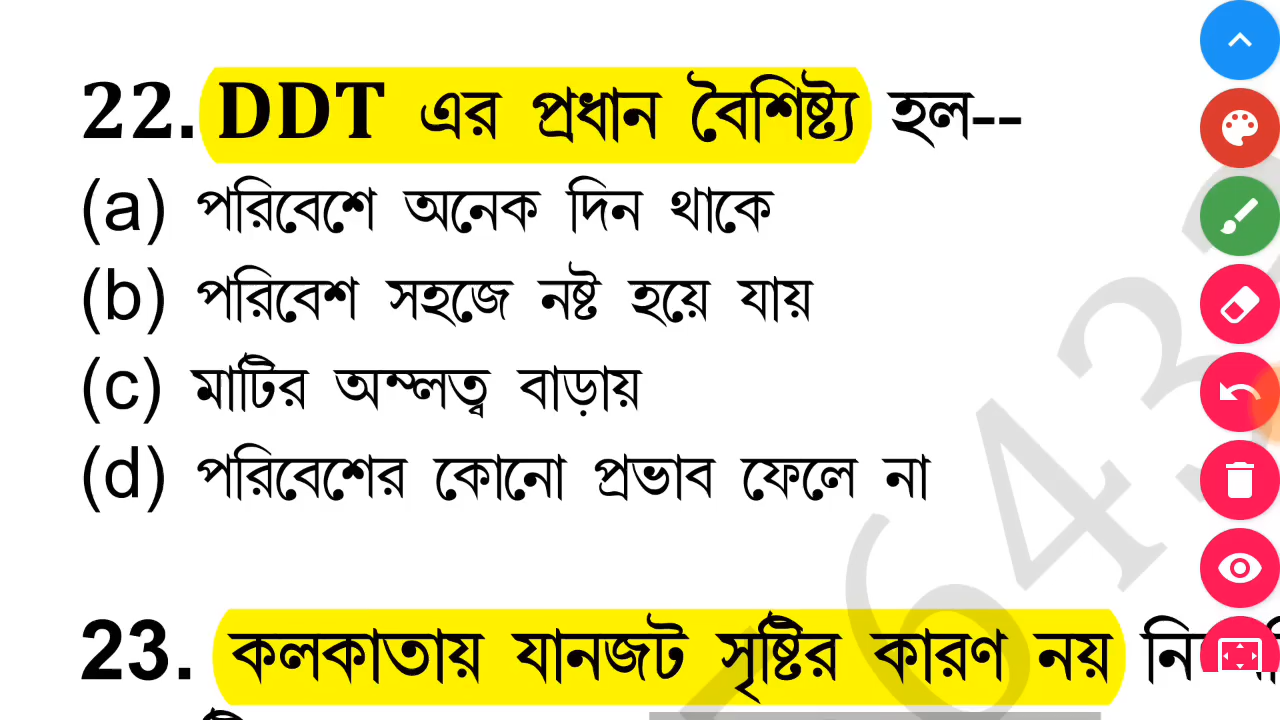 22. DDT এর প্রধান বৈশিষ্ট্য হল--
(a) পরিবেশে অনেক দিন থাকে
(b) পরিবেশ সহজে নষ্ট হয়ে যায়
(c) মাটির অম্লত্ব বাড়ায়
(d) পরিবেশের কোনো প্রভাব ফেলে না
23. কলকাতায় যানজট সৃষ্টির কারণ নয়